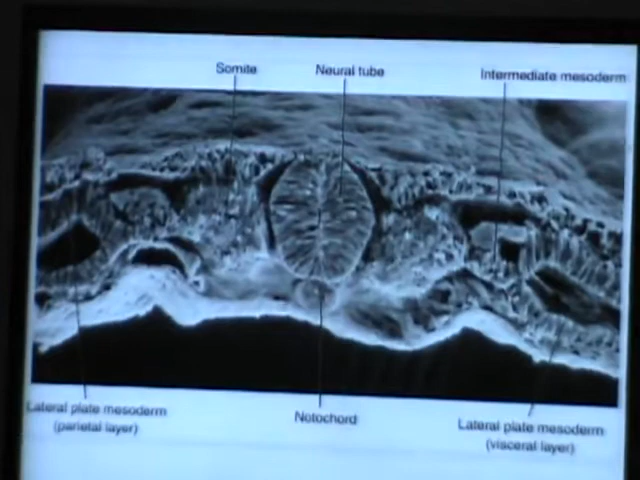 Somite
Neural tube
Intermediate mesoderm
Lateral plate mesoderm
(parietal layer)
Notochord
Lateral plate mesoderm
(visceral layer)